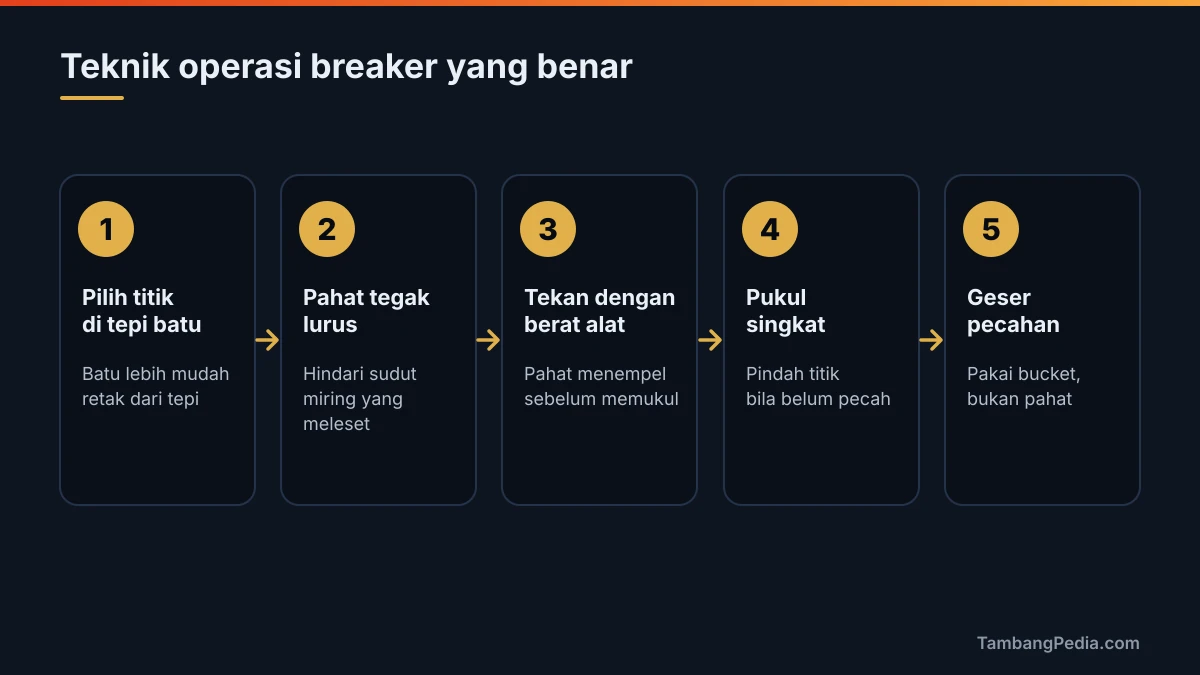 Teknik operasi breaker yang benar
1
Pilih titik
di tepi batu
Batu lebih mudah
retak dari tepi
2
Pahat tegak
lurus
Hindari sudut
miring yang
meleset
3
Tekan dengan
berat alat
Pahat menempel
sebelum memukul
4
Pukul
singkat
Pindah titik
bila belum pecah
5
Geser
pecahan
Pakai bucket,
bukan pahat
TambangPedia.com